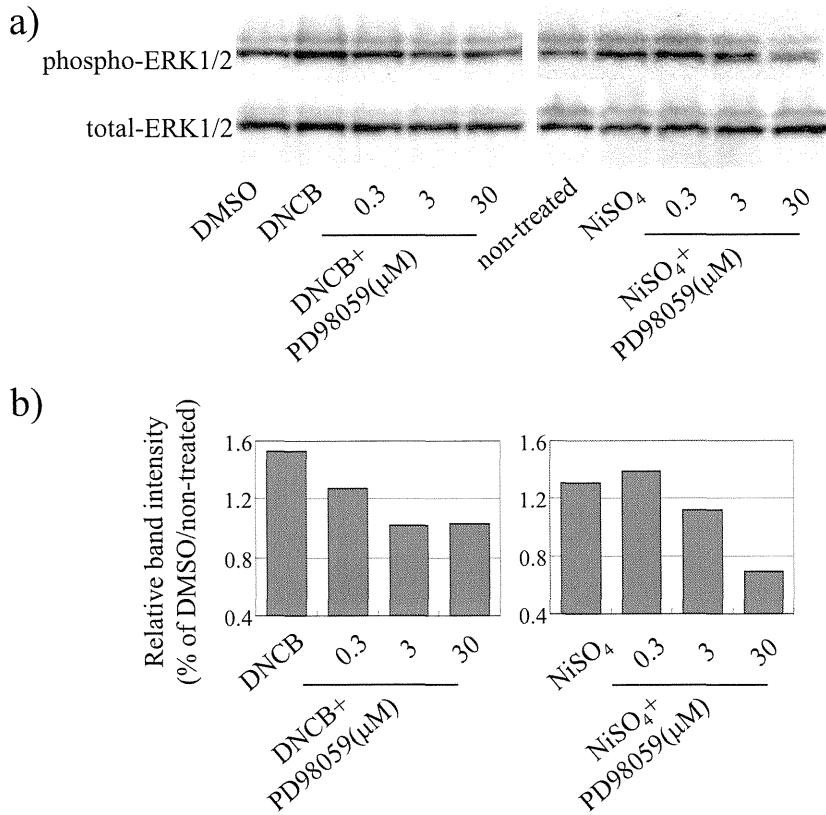 a)
phospho-ERK1/2
total-ERK1/2
DMSO
DNCB
0.3
3
30
DNCB+
PD98059(μM)
non-treated
NiSO4
0.3
3
30
NiSO4+
PD98059(μM)
b)
Relative band intensity
(% of DMSO/non-treated)
1.6
1.2
0.8
0.4
DNCB
0.3
3
30
DNCB+
PD98059(μM)
1.6
1.2
0.8
0.4
NiSO4
0.3
3
30
NiSO4+
PD98059(μM)